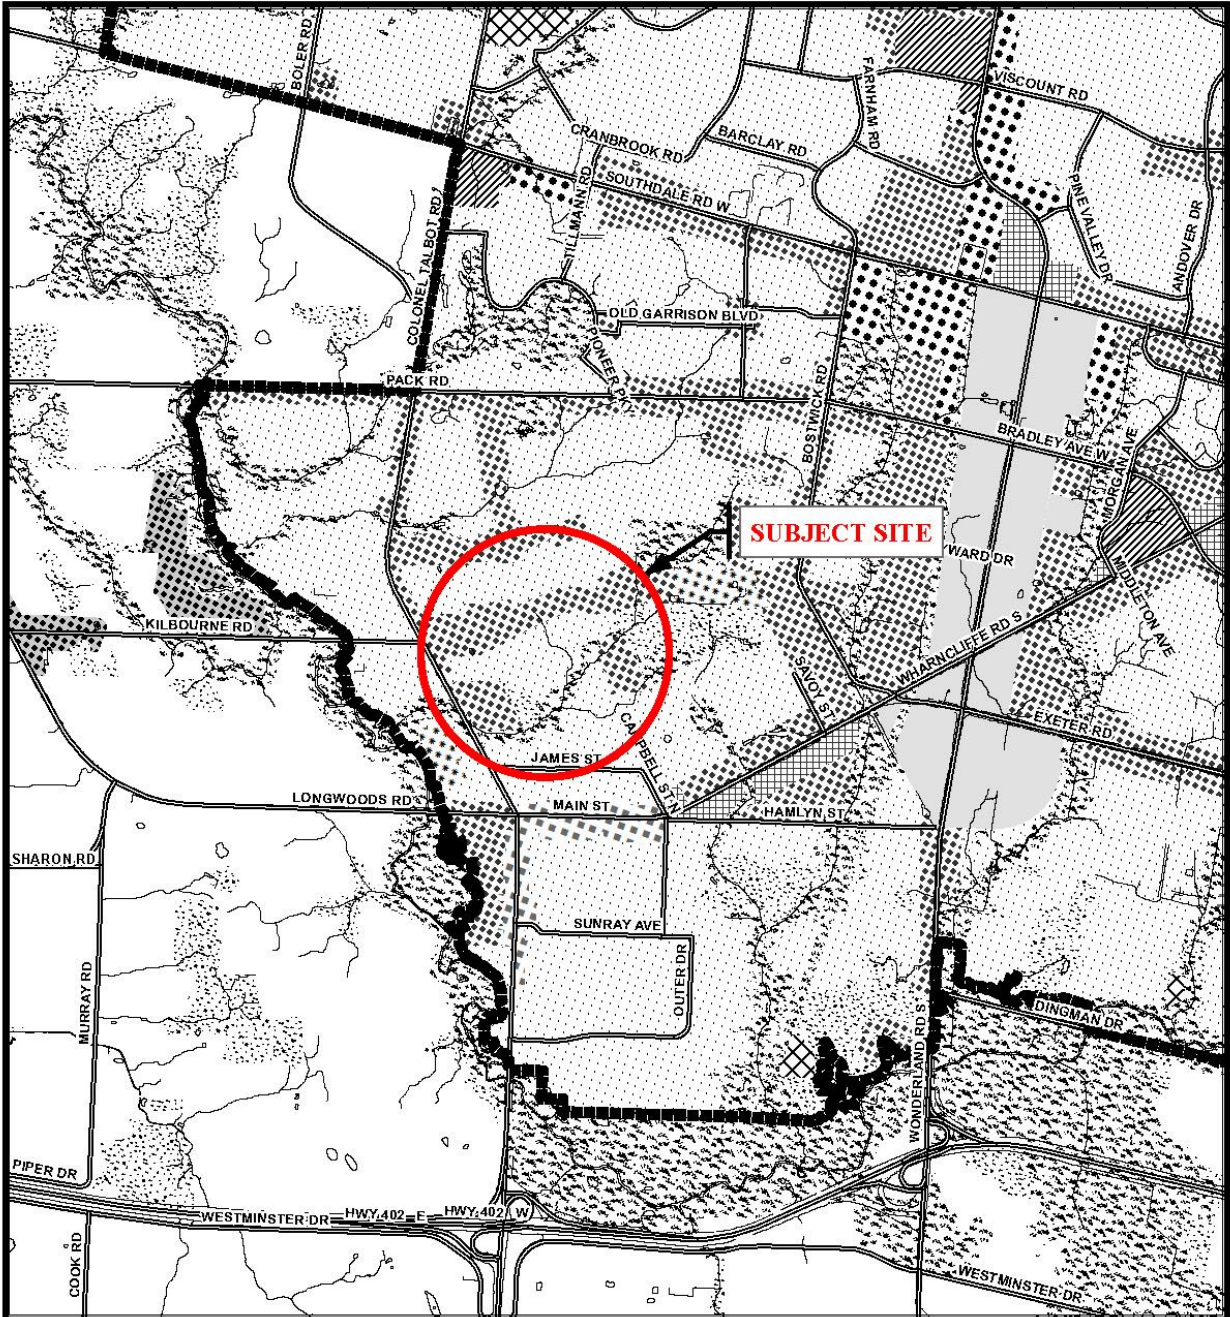 BOLER RD
VISCOUNT RD
FARNHAM RD
CRANBROOK RD
BARCLAY RD
SOUTHDALE RD W
TILLMANN RD
PINE VALLEY DR
ANDOVER DR
COLONEL TALBOT RD
OLD GARRISON BLVD
PIONEER PK
PACK RD
BOSTWICK RD
BRADLEY AVE W
MORGAN AVE
SUBJECT SITE
WARD DR
MIDDLETON AVE
KILBOURNE RD
WHARNCLIFFE RD S
SAVOY ST
EXETER RD
CAMPBELL ST N
JAMES ST
LONGWOODS RD
MAIN ST
HAMLYN ST
SHARON RD
SUNRAY AVE
OUTER DR
MURRAY RD
DINGMAN DR
WONDERLAND RD S
PIPER DR
WESTMINSTER DR
HWY 402 E
HWY 402 W
COOK RD
WESTMINSTER DR